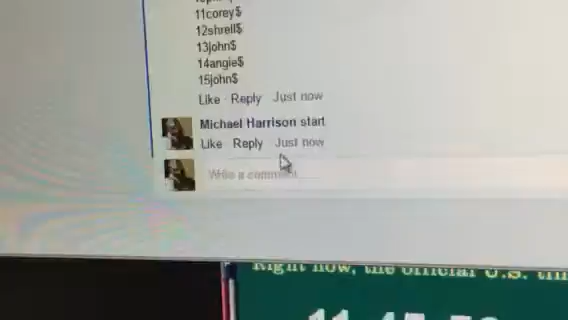 11corey$
12shrell$
13john$
14angie$
15john$
Like · Reply · Just now
Michael Harrison start
Like Reply Just now
Write a comment...
Right now, the official U.S. tim